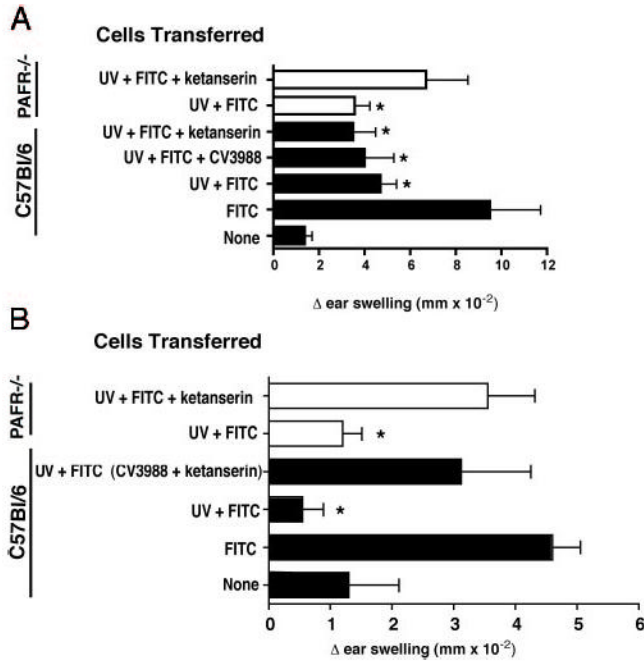 A
Cells Transferred
PAFR-/-
C57Bl/6
UV + FITC + ketanserin
UV + FITC
*
UV + FITC + ketanserin
*
UV + FITC + CV3988
*
UV + FITC
*
FITC
None
0 2 4 6 8 10 12
Δ ear swelling (mm x 10-2)
B
Cells Transferred
PAFR-/-
C57Bl/6
UV + FITC + ketanserin
UV + FITC
*
UV + FITC (CV3988 + ketanserin)
UV + FITC
*
FITC
None
0 1 2 3 4 5 6
Δ ear swelling (mm x 10-2)